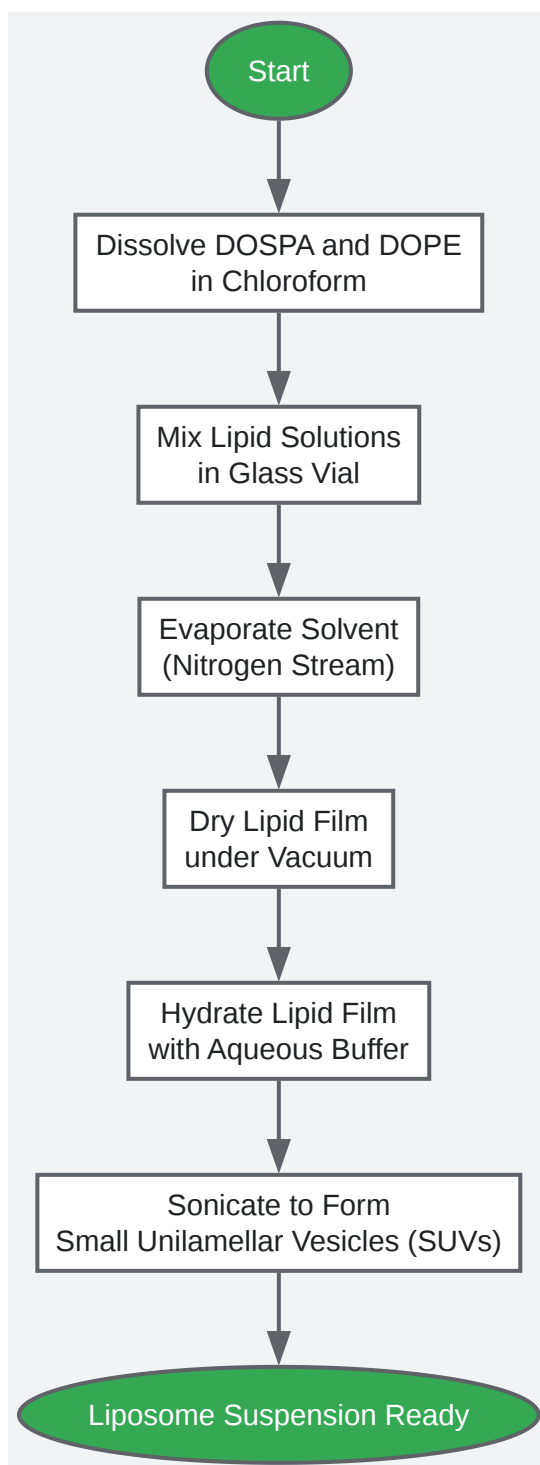 Start
Dissolve DOSPA and DOPE
in Chloroform
Mix Lipid Solutions
in Glass Vial
Evaporate Solvent
(Nitrogen Stream)
Dry Lipid Film
under Vacuum
Hydrate Lipid Film
with Aqueous Buffer
Sonicate to Form
Small Unilamellar Vesicles (SUVs)
Liposome Suspension Ready